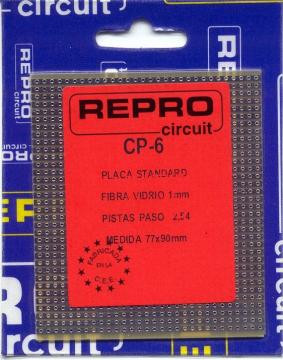 REPRO
circuit
REPRO
circuit
CP-6
PLACA STANDARD
FIBRA VIDRIO 1mm
PISTAS PASO 2,54
MEDIDA 77x90mm
FABRICADA
EN LA
C.E.E.
circuit